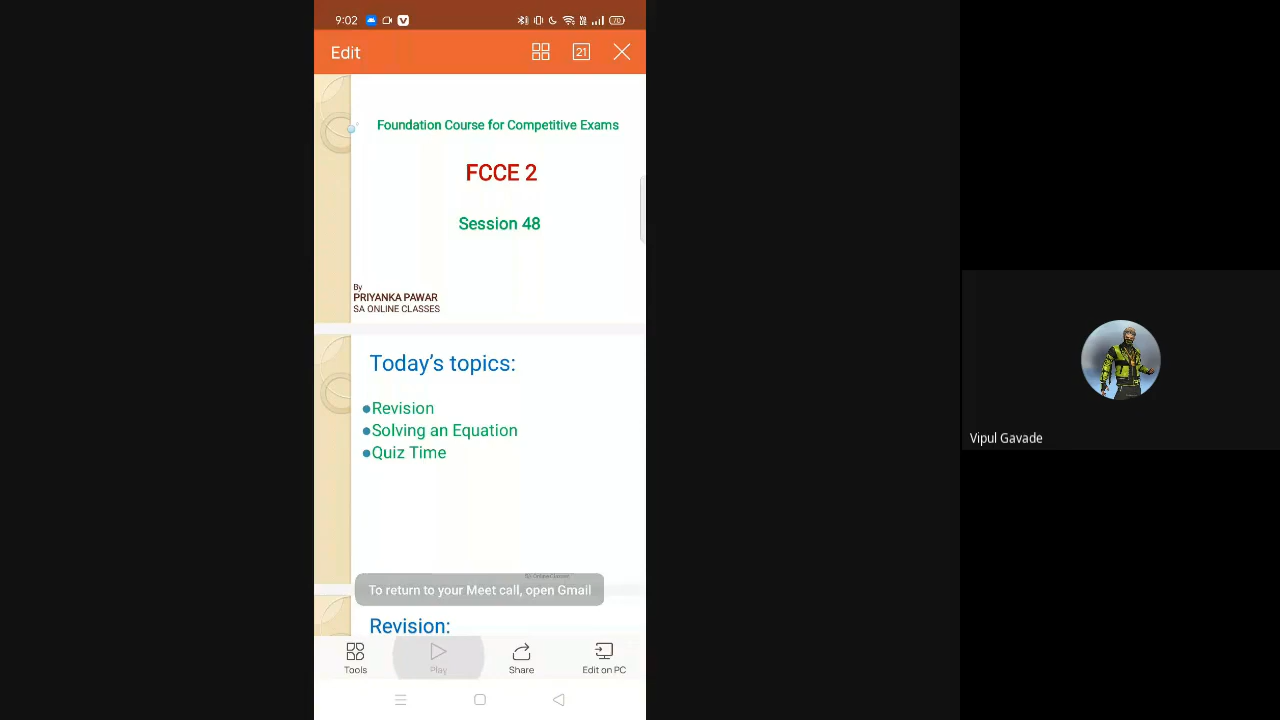 9:02
70
Edit
21
Foundation Course for Competitive Exams
FCCE 2
Session 48
By
PRIYANKA PAWAR
SA ONLINE CLASSES
Today's topics:
●Revision
●Solving an Equation
●Quiz Time
To return to your Meet call, open Gmail
Revision:
Tools
Play
Share
Edit on PC
Vipul Gavade